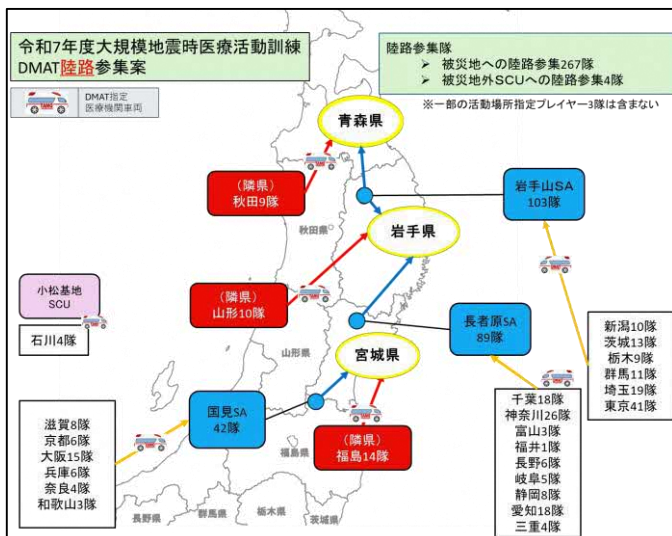 令和7年度大規模地震時医療活動訓練
DMAT陸路参集案
DMAT指定
医療機関車両
陸路参集隊
➢ 被災地への陸路参集267隊
➢ 被災地外SCUへの陸路参集4隊
※一部の活動場所指定プレイヤー3隊は含まない
青森県
(隣県)
秋田9隊
秋田県
岩手山SA
103隊
岩手県
小松基地
SCU
石川4隊
(隣県)
山形10隊
山形県
長者原SA
89隊
新潟10隊
茨城13隊
栃木9隊
群馬11隊
埼玉19隊
東京41隊
宮城県
国見SA
42隊
滋賀8隊
京都6隊
大阪15隊
兵庫6隊
奈良4隊
和歌山3隊
(隣県)
福島14隊
福島県
千葉18隊
神奈川26隊
富山3隊
福井1隊
長野6隊
岐阜5隊
静岡8隊
愛知18隊
三重4隊
長野県
群馬県
栃木県
茨城県